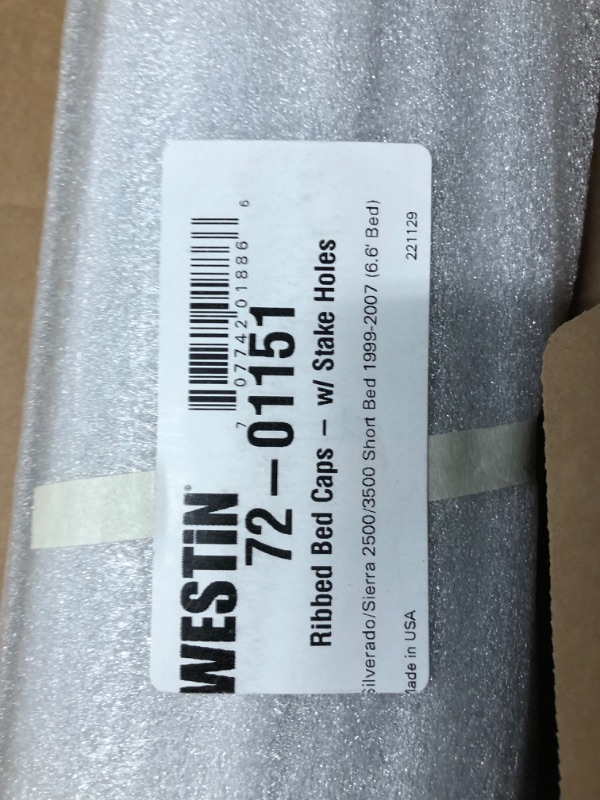 WESTiN
7 07742 01886 6
72-01151
Ribbed Bed Caps - w/ Stake Holes
Silverado/Sierra 2500/3500 Short Bed 1999-2007 (6.6' Bed)
Made in USA 221129